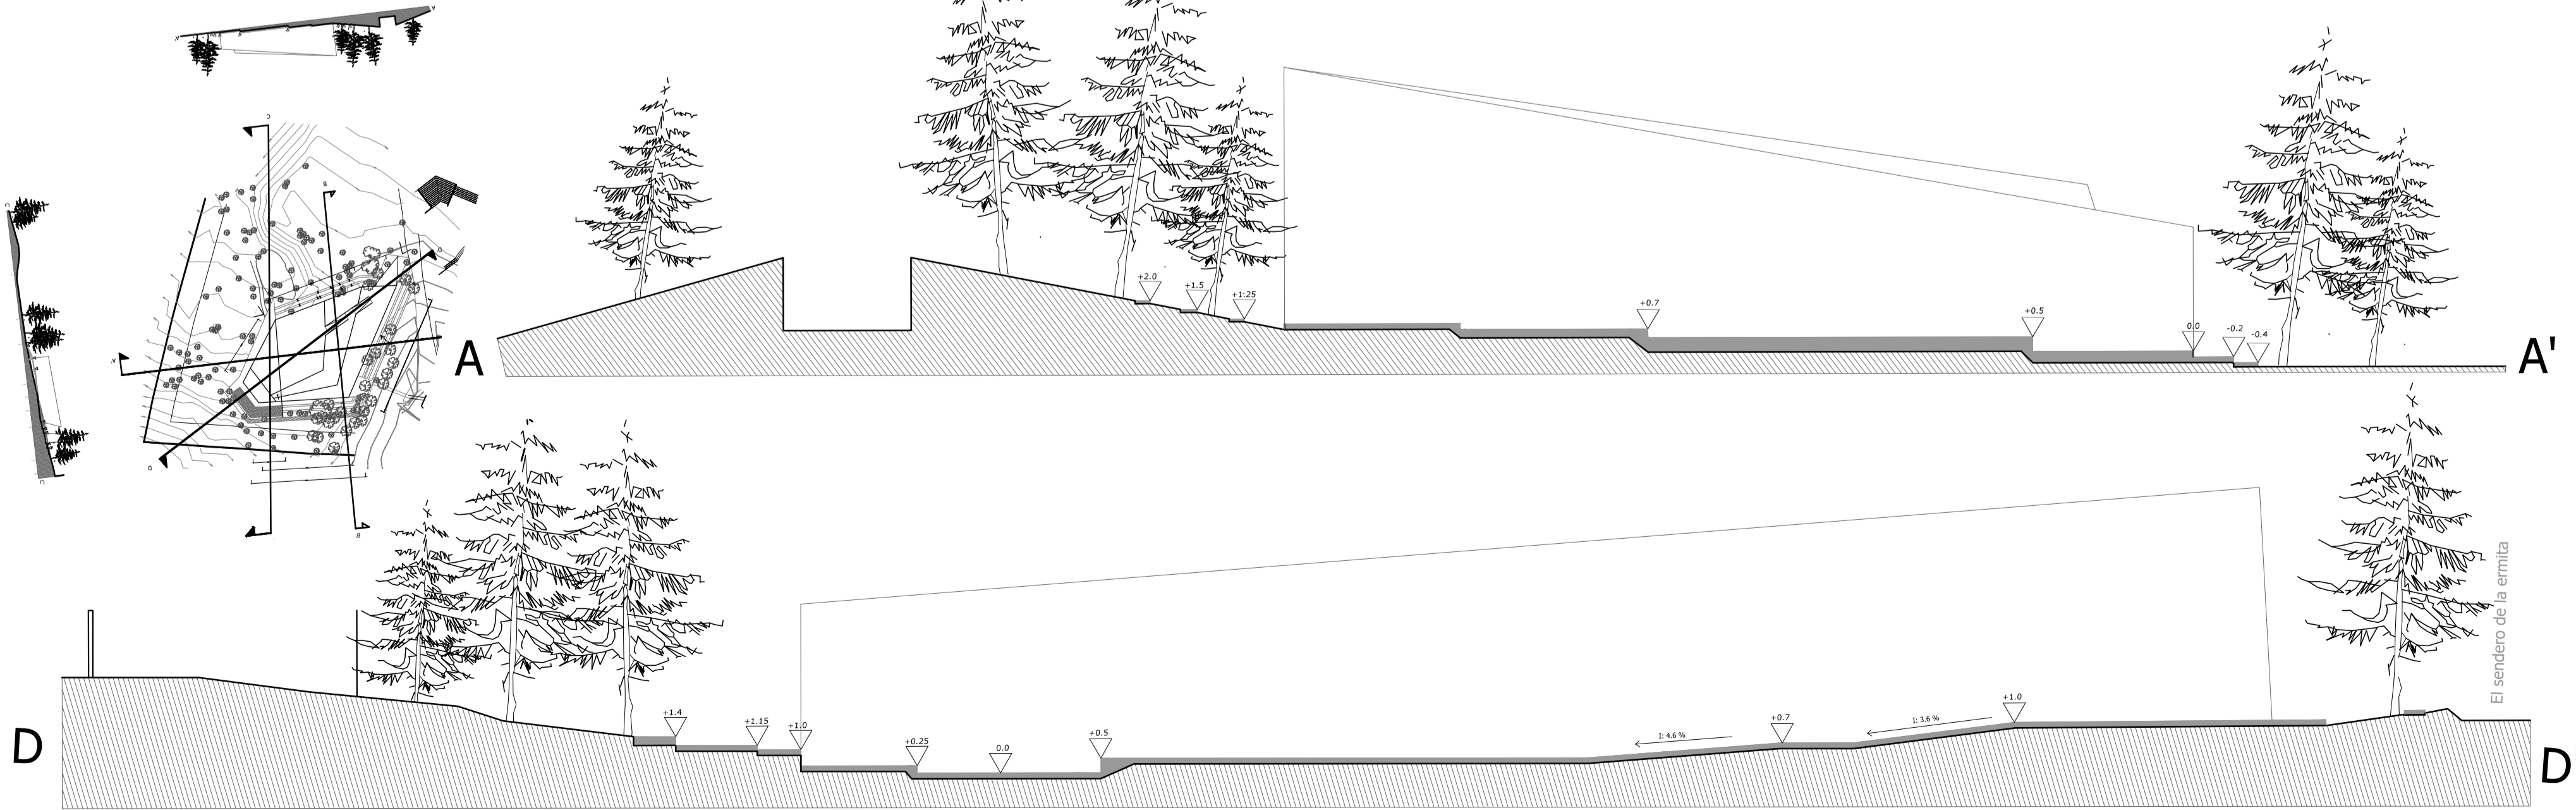 A
A'
+2.0
+1.5
+1.25
+0.7
+0.5
0.0
-0.2
-0.4
D
D
+1.4
+1.15
+1.0
+0.25
0.0
+0.5
I: 4.6 %
+0.7
I: 3.6 %
+1.0
El sendero de la ermita